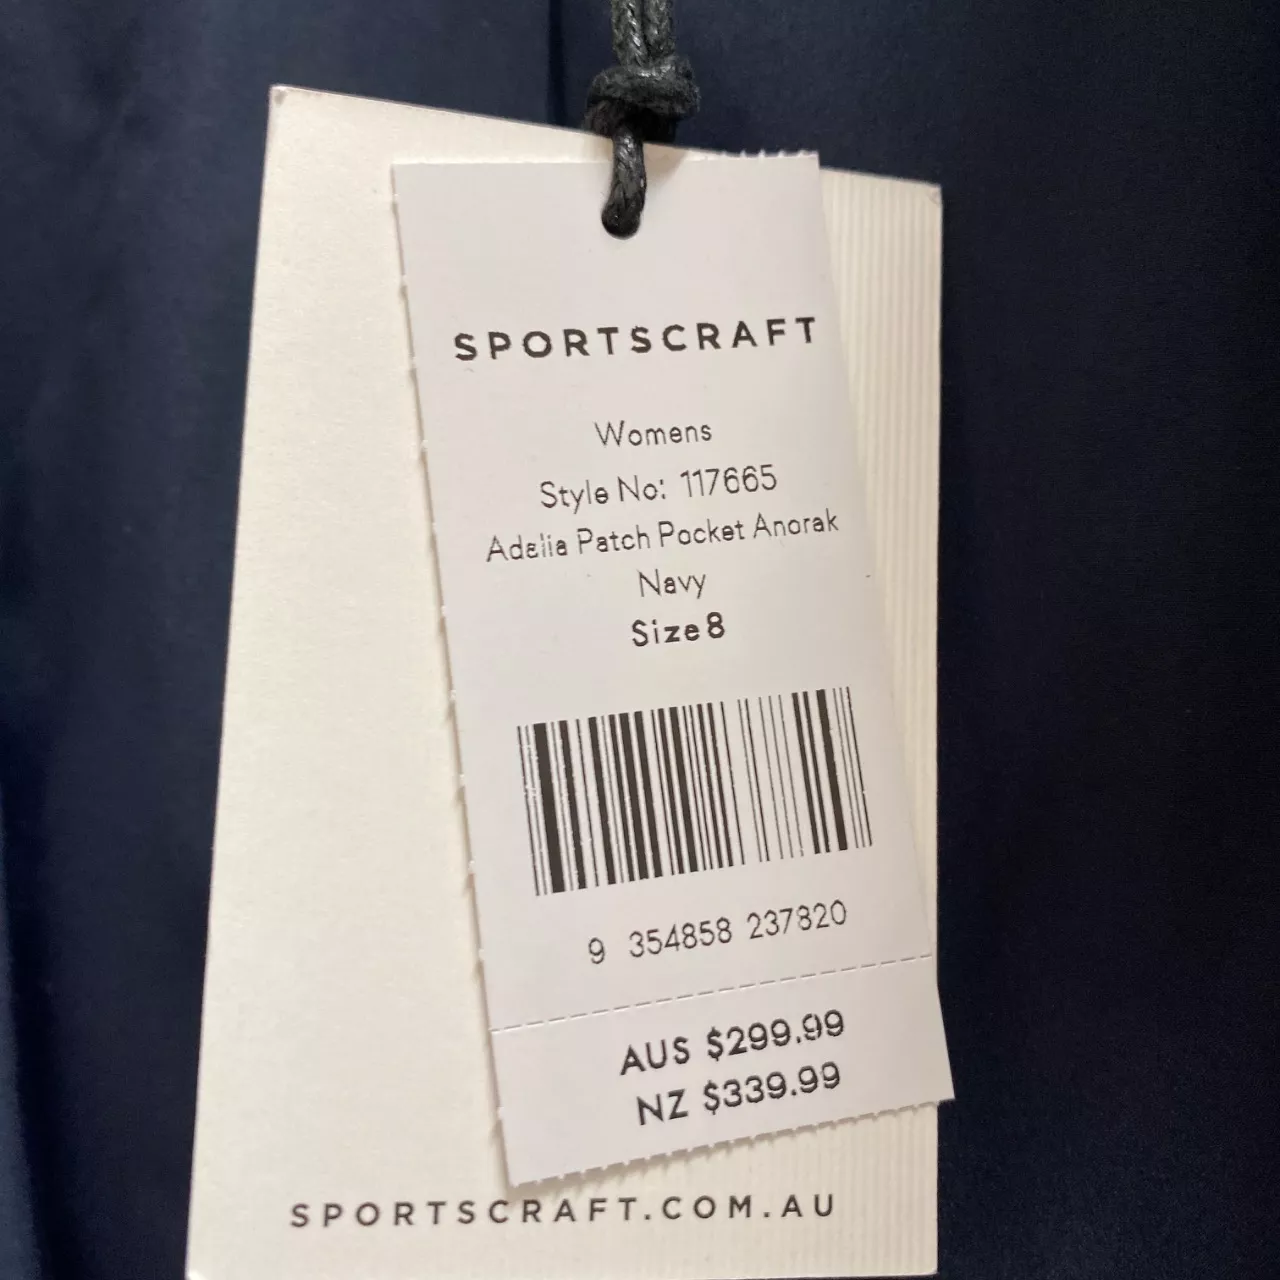 SPORTSCRAFT
Womens
Style No: 117665
Adalia Patch Pocket Anorak
Navy
Size 8
9 354858 237820
AUS $299.99
NZ $339.99
SPORTSCRAFT.COM.AU